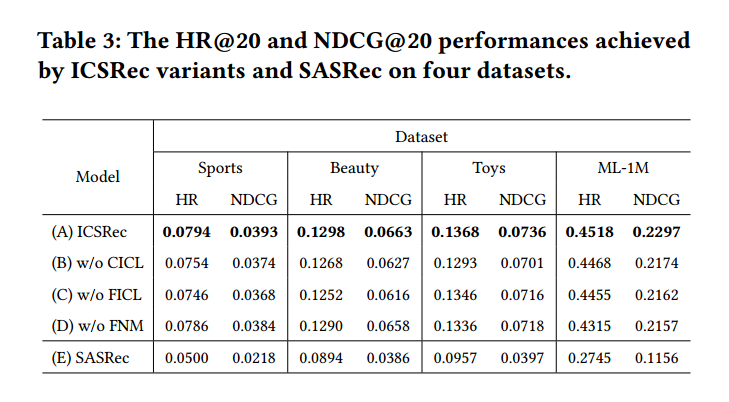 Table 3: The HR@20 and NDCG@20 performances achieved
by ICSRec variants and SASRec on four datasets.
Model Dataset
Sports Beauty Toys ML-1M
HR NDCG HR NDCG HR NDCG HR NDCG
(A) ICSRec 0.0794 0.0393 0.1298 0.0663 0.1368 0.0736 0.4518 0.2297
(B) w/o CICL 0.0754 0.0374 0.1268 0.0627 0.1293 0.0701 0.4468 0.2174
(C) w/o FICL 0.0746 0.0368 0.1252 0.0616 0.1346 0.0716 0.4455 0.2162
(D) w/o FNM 0.0786 0.0384 0.1290 0.0658 0.1336 0.0718 0.4315 0.2157
(E) SASRec 0.0500 0.0218 0.0894 0.0386 0.0957 0.0397 0.2745 0.1156